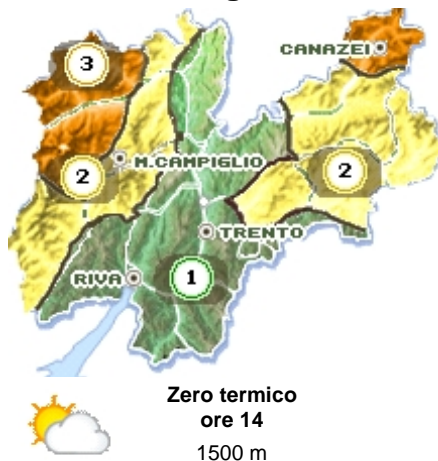 3
CANAZEI
M.CAMPIGLIO
2
2
TRENTO
RIVA
1
Zero termico
ore 14
1500 m